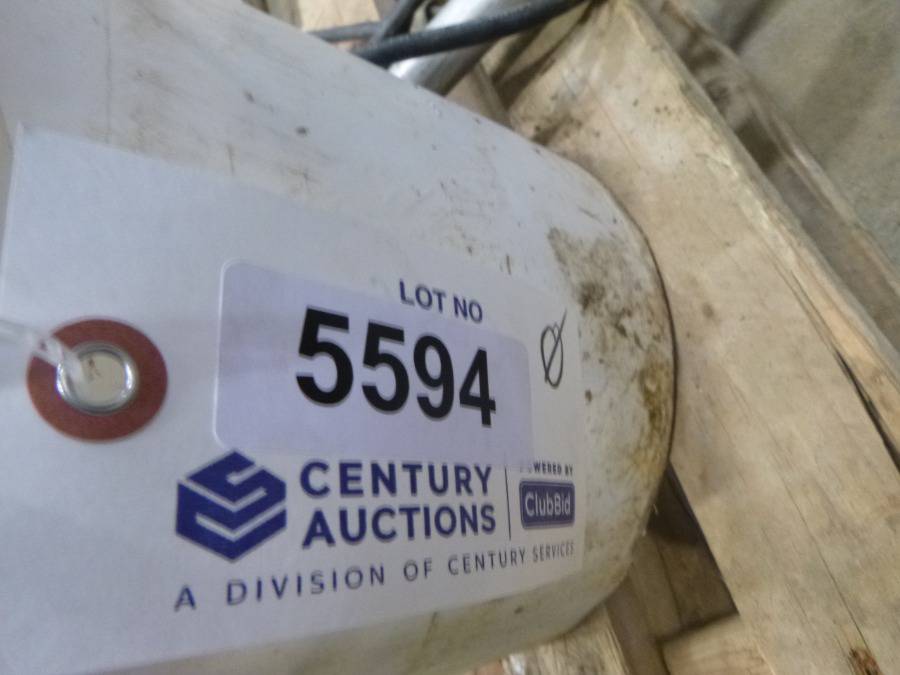 LOT NO
5594
Ø
CENTURY
AUCTIONS
POWERED BY
ClubBid
A DIVISION OF CENTURY SERVICES